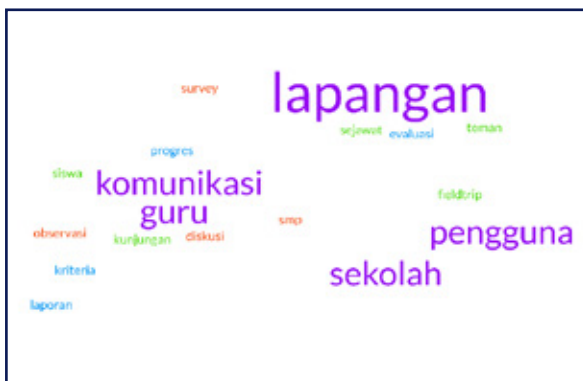 survey
lapangan
sejawat evaluasi teman
progres
siswa
komunikasi
fieldtrip
guru
smp
observasi kunjungan diskusi
pengguna
kriteria
sekolah
laporan